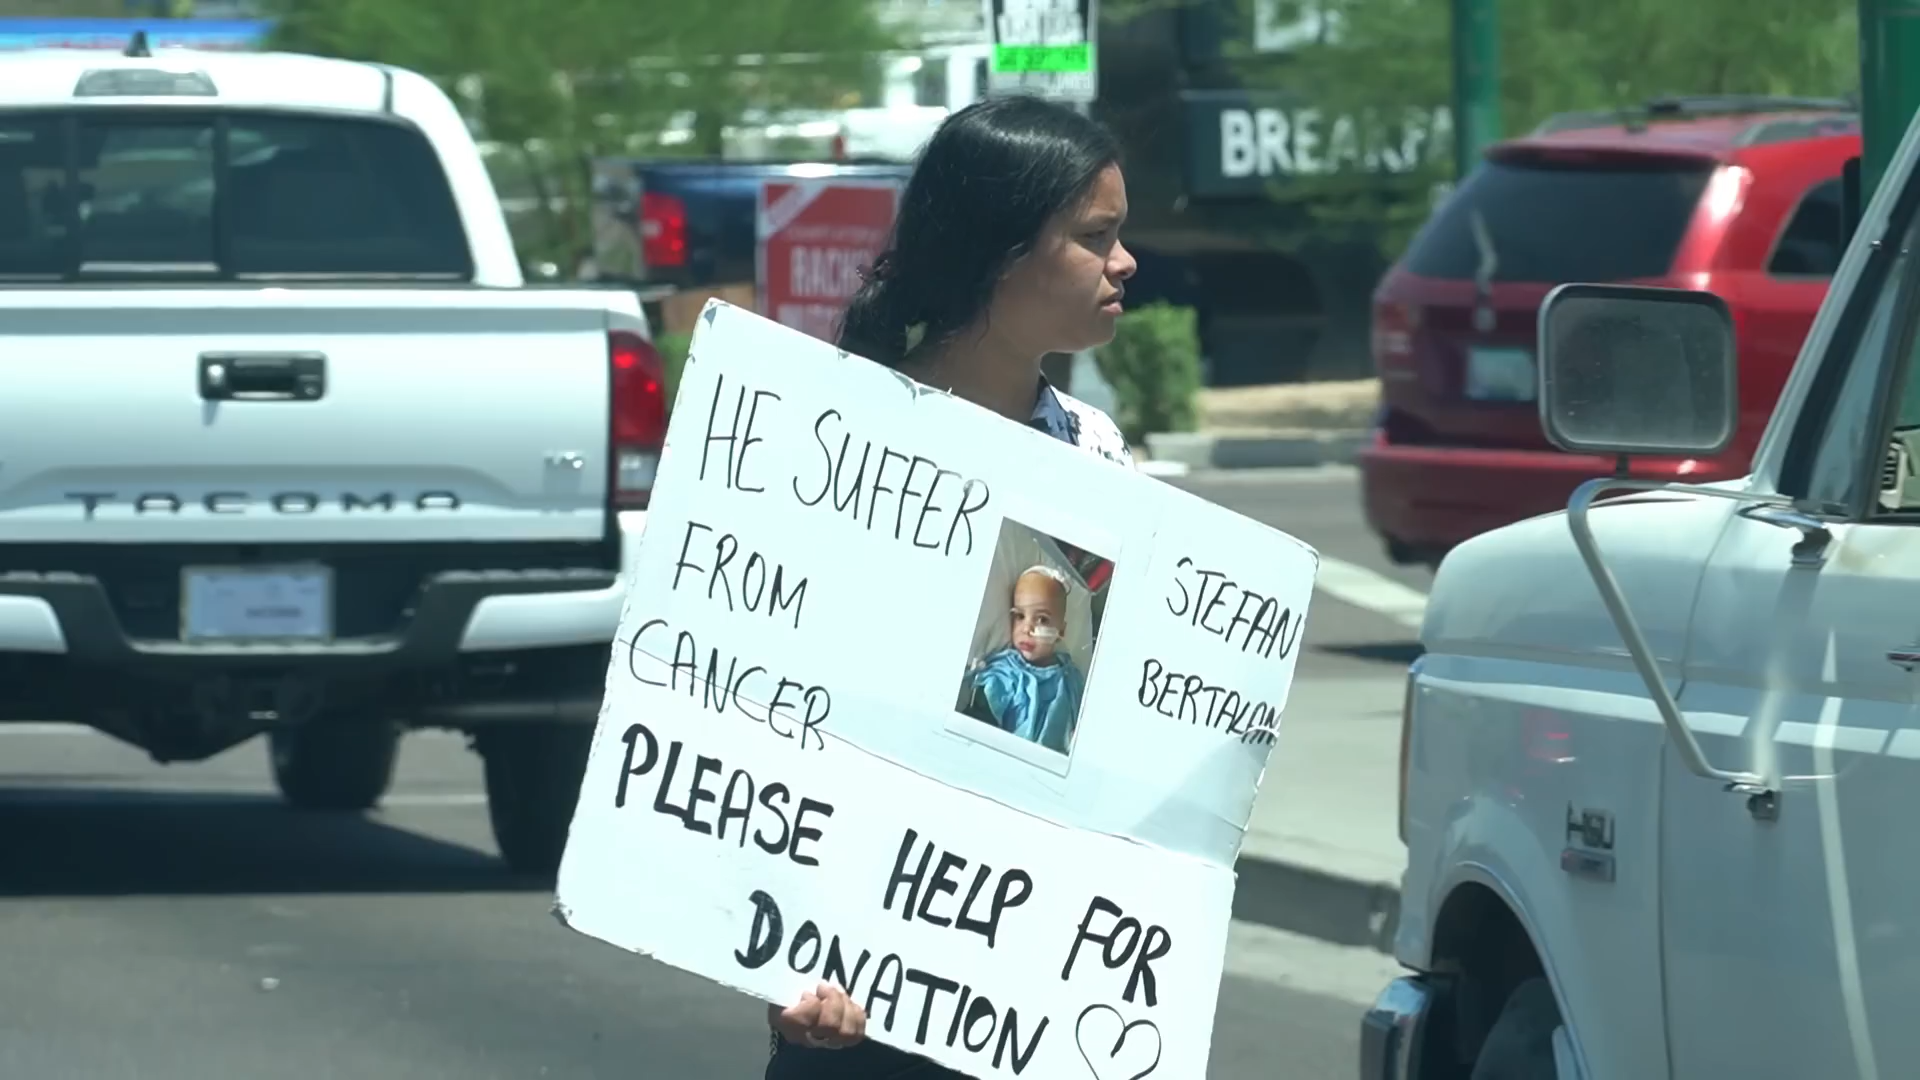 BREAKFA
HE SUFFER
FROM
CANCER
STEFAN
BERTALAN
PLEASE HELP FOR
DONATION
TACOMA